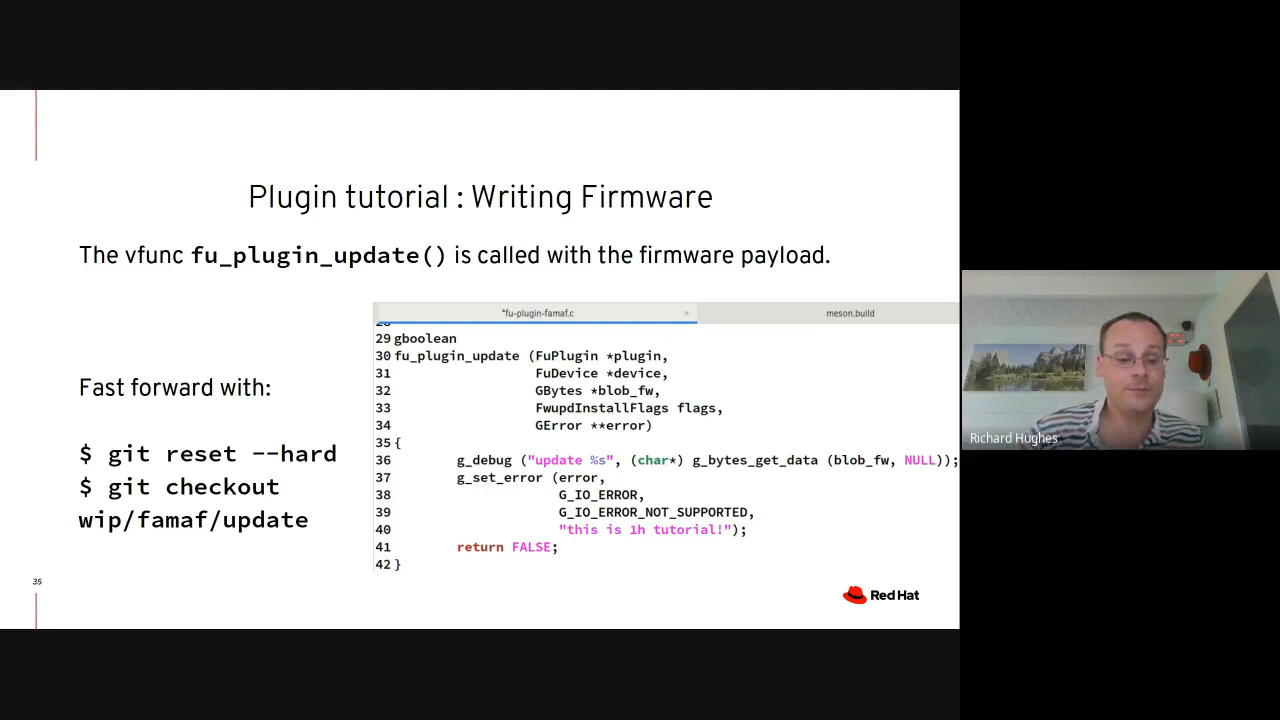 Plugin tutorial : Writing Firmware
The vfunc fu_plugin_update() is called with the firmware payload.
Fast forward with:
$ git reset --hard
$ git checkout
wip/famaf/update
*fu-plugin-famaf.c × meson.build
28
29 gboolean
30 fu_plugin_update (FuPlugin *plugin,
31 FuDevice *device,
32 GBytes *blob_fw,
33 FwupdInstallFlags flags,
34 GError **error)
35 {
36 g_debug ("update %s", (char*) g_bytes_get_data (blob_fw, NULL));
37 g_set_error (error,
38 G_IO_ERROR,
39 G_IO_ERROR_NOT_SUPPORTED,
40 "this is 1h tutorial!");
41 return FALSE;
42 }
35
Red Hat
Richard Hughes